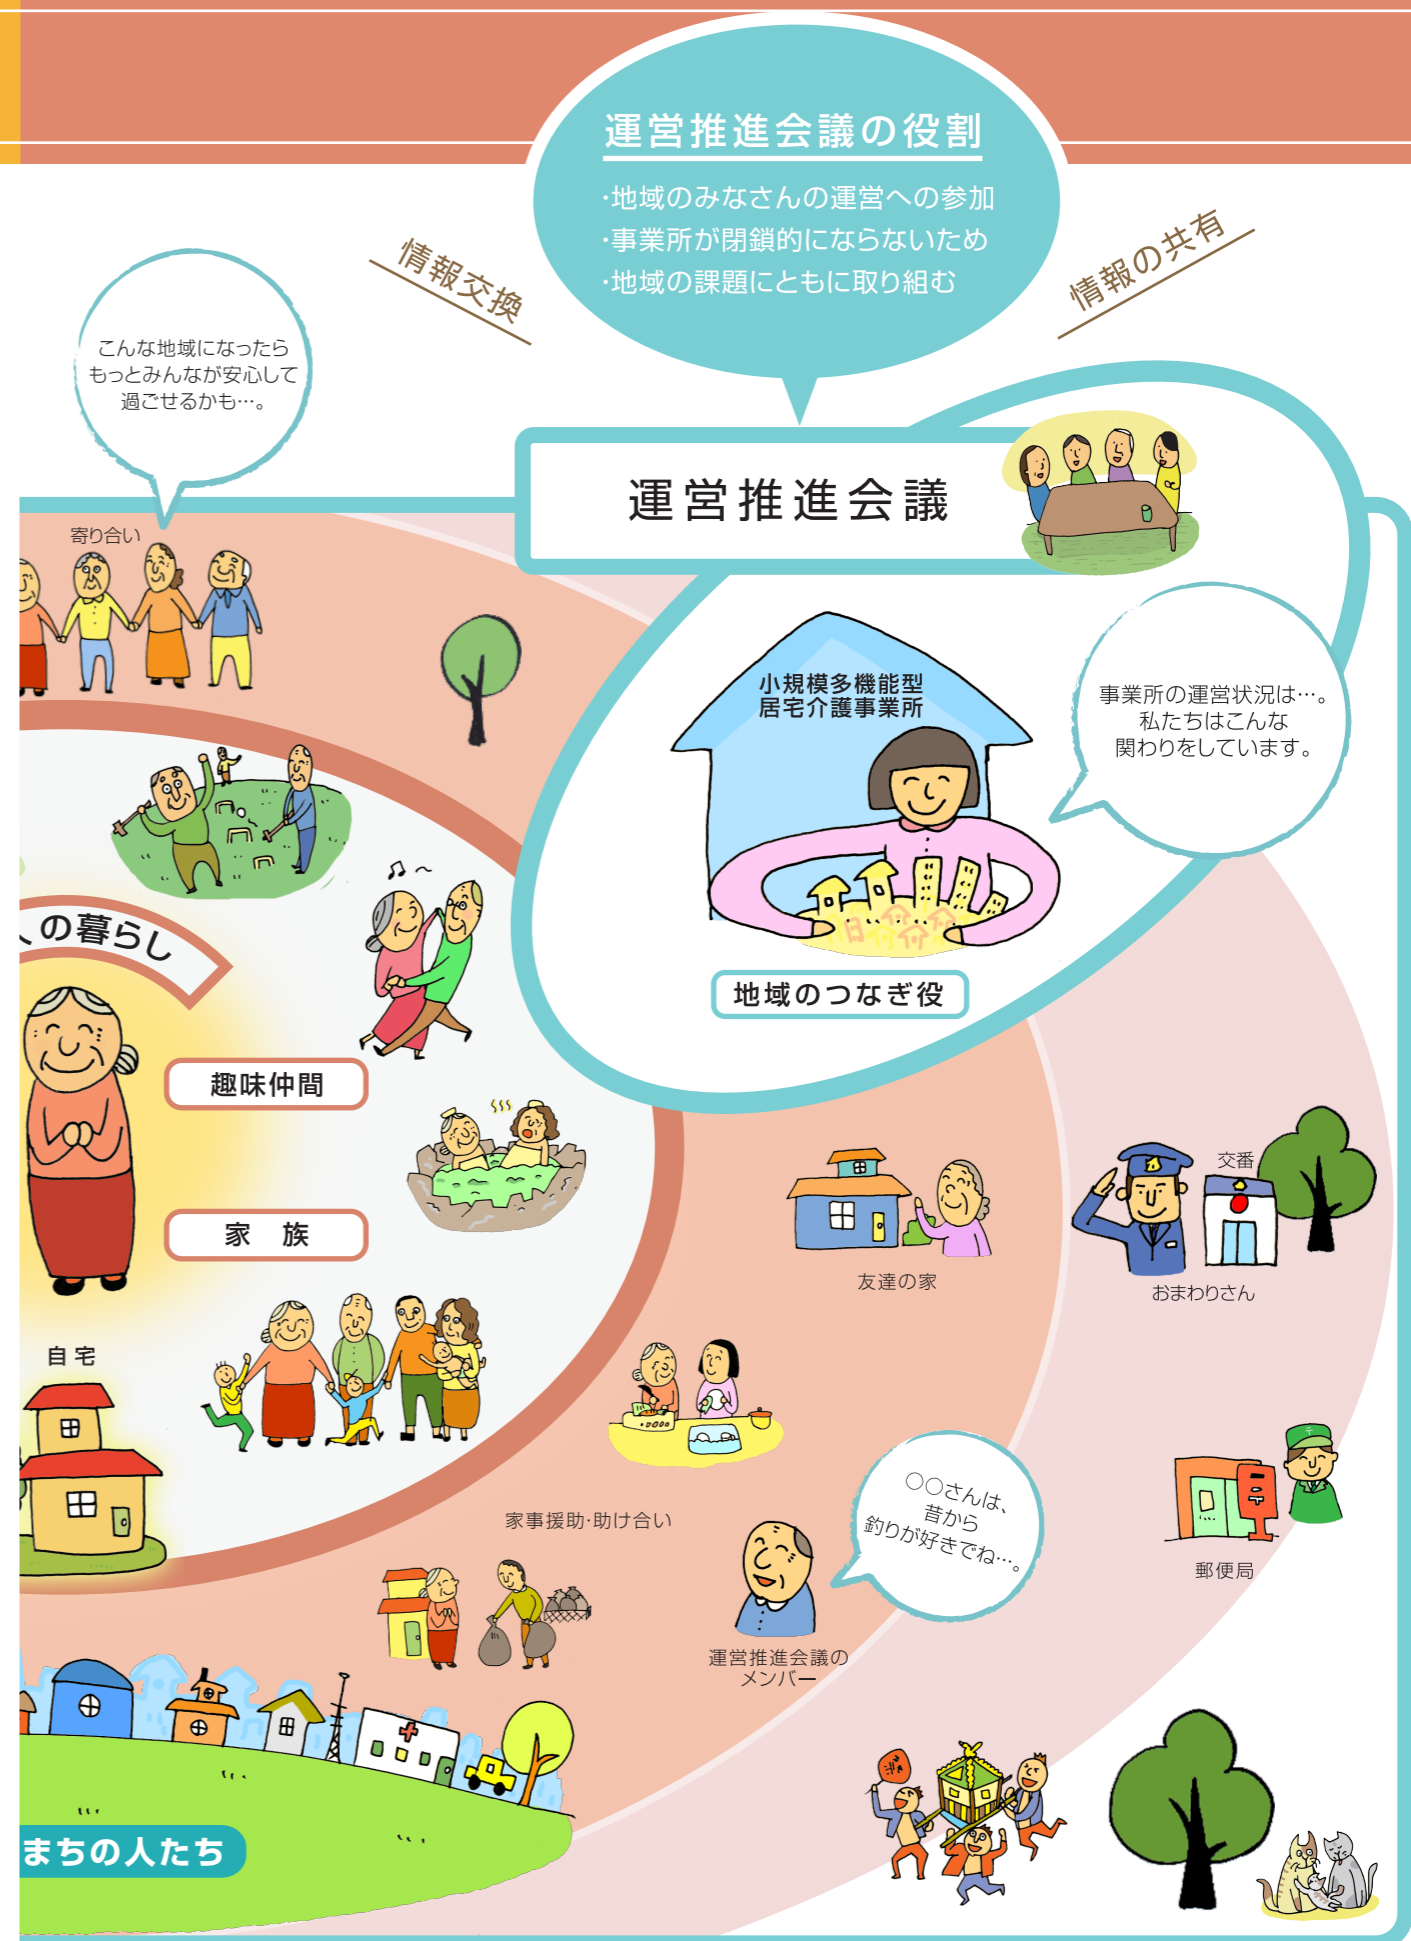 運営推進会議の役割
・地域のみなさんの運営への参加
・事業所が閉鎖的にならないため
・地域の課題にともに取り組む
情報交換
情報の共有
こんな地域になったら
もっとみんなが安心して
過ごせるかも…。
運営推進会議
寄り合い
小規模多機能型
居宅介護事業所
事業所の運営状況は…。
私たちはこんな
関わりをしています。
の暮らし
地域のつなぎ役
趣味仲間
家 族
自宅
友達の家
交番
おまわりさん
家事援助・助け合い
○○さんは、
昔から
釣りが好きでね…。
郵便局
運営推進会議の
メンバー
まちの人たち